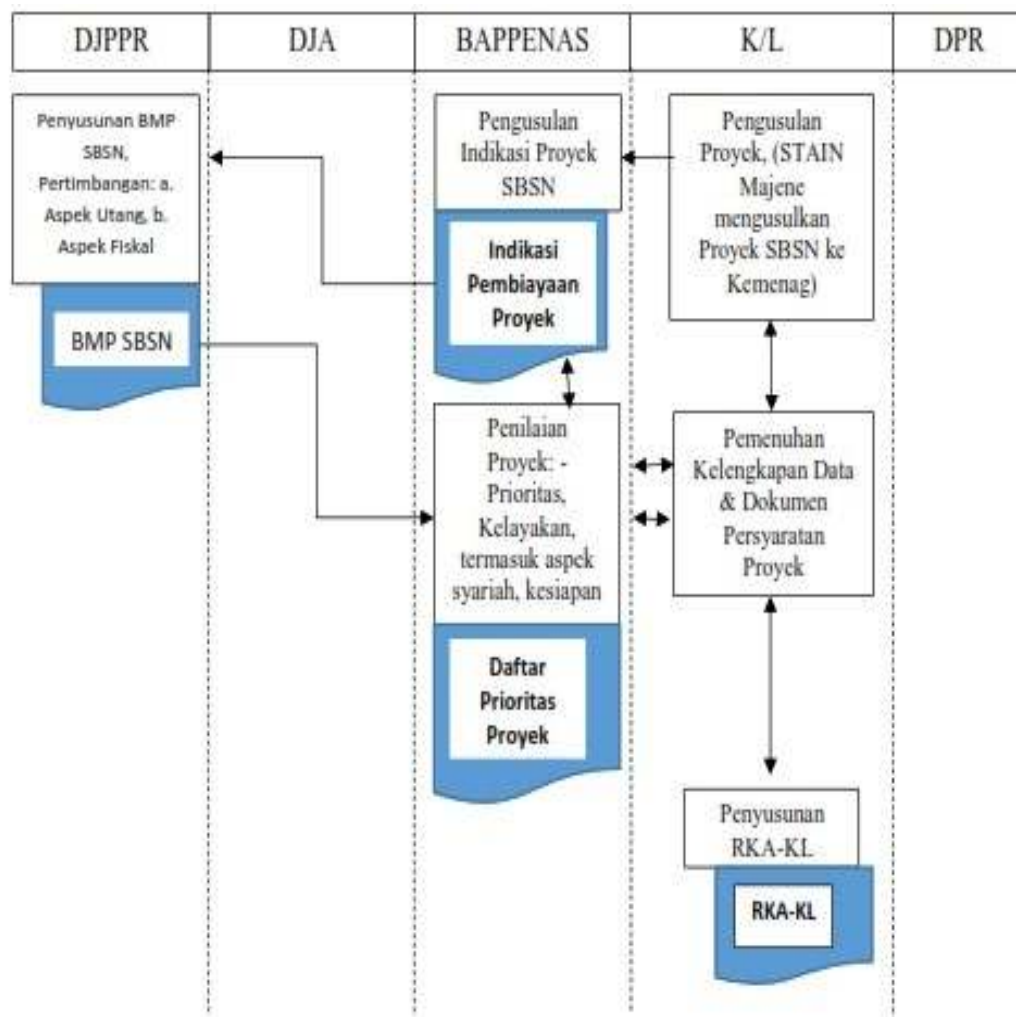 DJPPR
DJA
BAPPENAS
K/L
DPR
Penyusunan BMP
SBSN,
Pertimbangan: a.
Aspek Utang, b.
Aspek Fiskal
BMP SBSN
Pengusulan
Indikasi Proyek
SBSN
Indikasi
Pembiayaan
Proyek
Penilaian
Proyek: -
Prioritas,
Kelayakan,
termasuk aspek
syariah, kesiapan
Daftar
Prioritas
Proyek
Pengusulan
Proyek, (STAIN
Majene
mengusulkan
Proyek SBSN ke
Kemenag)
Pemenuhan
Kelengkapan Data
& Dokumen
Persyaratan
Proyek
Penyusunan
RKA-KL
RKA-KL